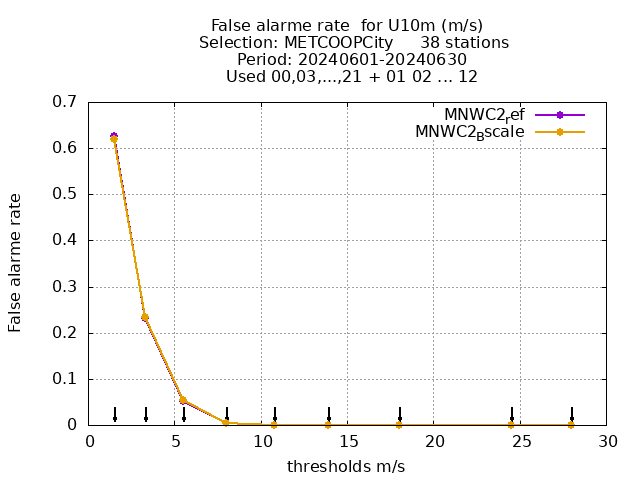 False alarme rate  for U10m (m/s)
Selection: METCOOPCity     38 stations
Period: 20240601-20240630
Used 00,03,...,21 + 01 02 ... 12
MNWC2ref
MNWC2Bscale
False alarme rate
0.7
0.6
0.5
0.4
0.3
0.2
0.1
0
0 5 10 15 20 25 30
thresholds m/s